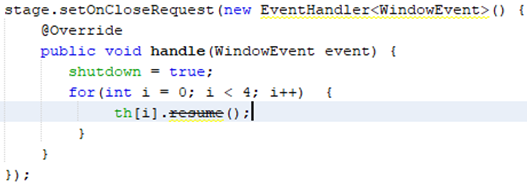 stage.setOnCloseRequest(new EventHandler<WindowEvent>() {
    @Override
    public void handle(WindowEvent event) {
        shutdown = true;
        for(int i = 0; i < 4; i++)  {
              th[i].resume();
         }
    }
});